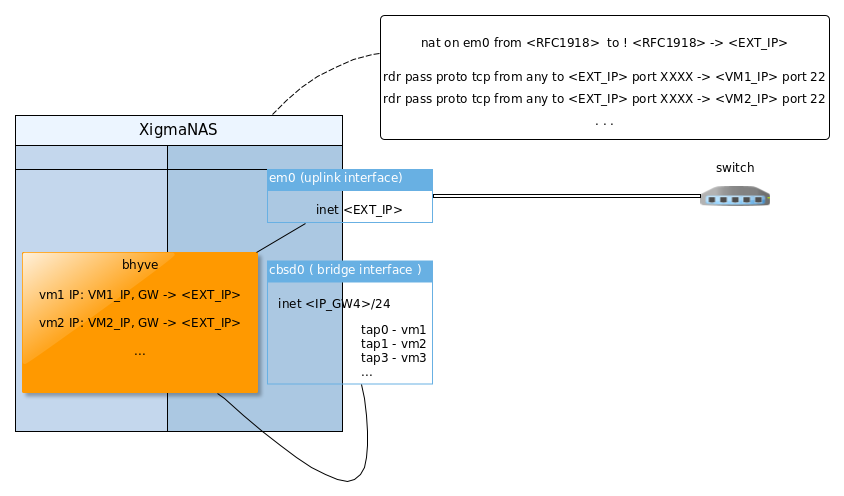 nat on em0 from <RFC1918> to ! <RFC1918> -> <EXT_IP>
rdr pass proto tcp from any to <EXT_IP> port XXXX -> <VM1_IP> port 22
rdr pass proto tcp from any to <EXT_IP> port XXXX -> <VM2_IP> port 22
. . .
XigmaNAS
switch
em0 (uplink interface)
inet <EXT_IP>
bhyve
vm1 IP: VM1_IP, GW -> <EXT_IP>
vm2 IP: VM2_IP, GW -> <EXT_IP>
...
cbsd0 ( bridge interface )
inet <IP_GW4>/24
tap0 - vm1
tap1 - vm2
tap3 - vm3
...